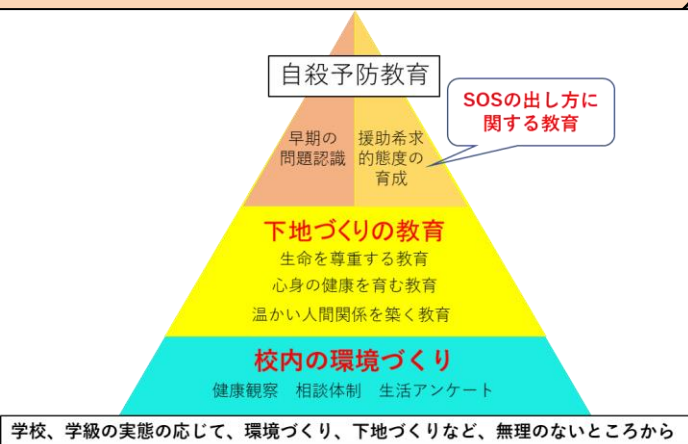 自殺予防教育
SOSの出し方に
関する教育
早期の
問題認識
援助希求
的態度の
育成
下地づくりの教育
生命を尊重する教育
心身の健康を育む教育
温かい人間関係を築く教育
校内の環境づくり
健康観察 相談体制 生活アンケート
学校、学級の実態の応じて、環境づくり、下地づくりなど、無理のないところから